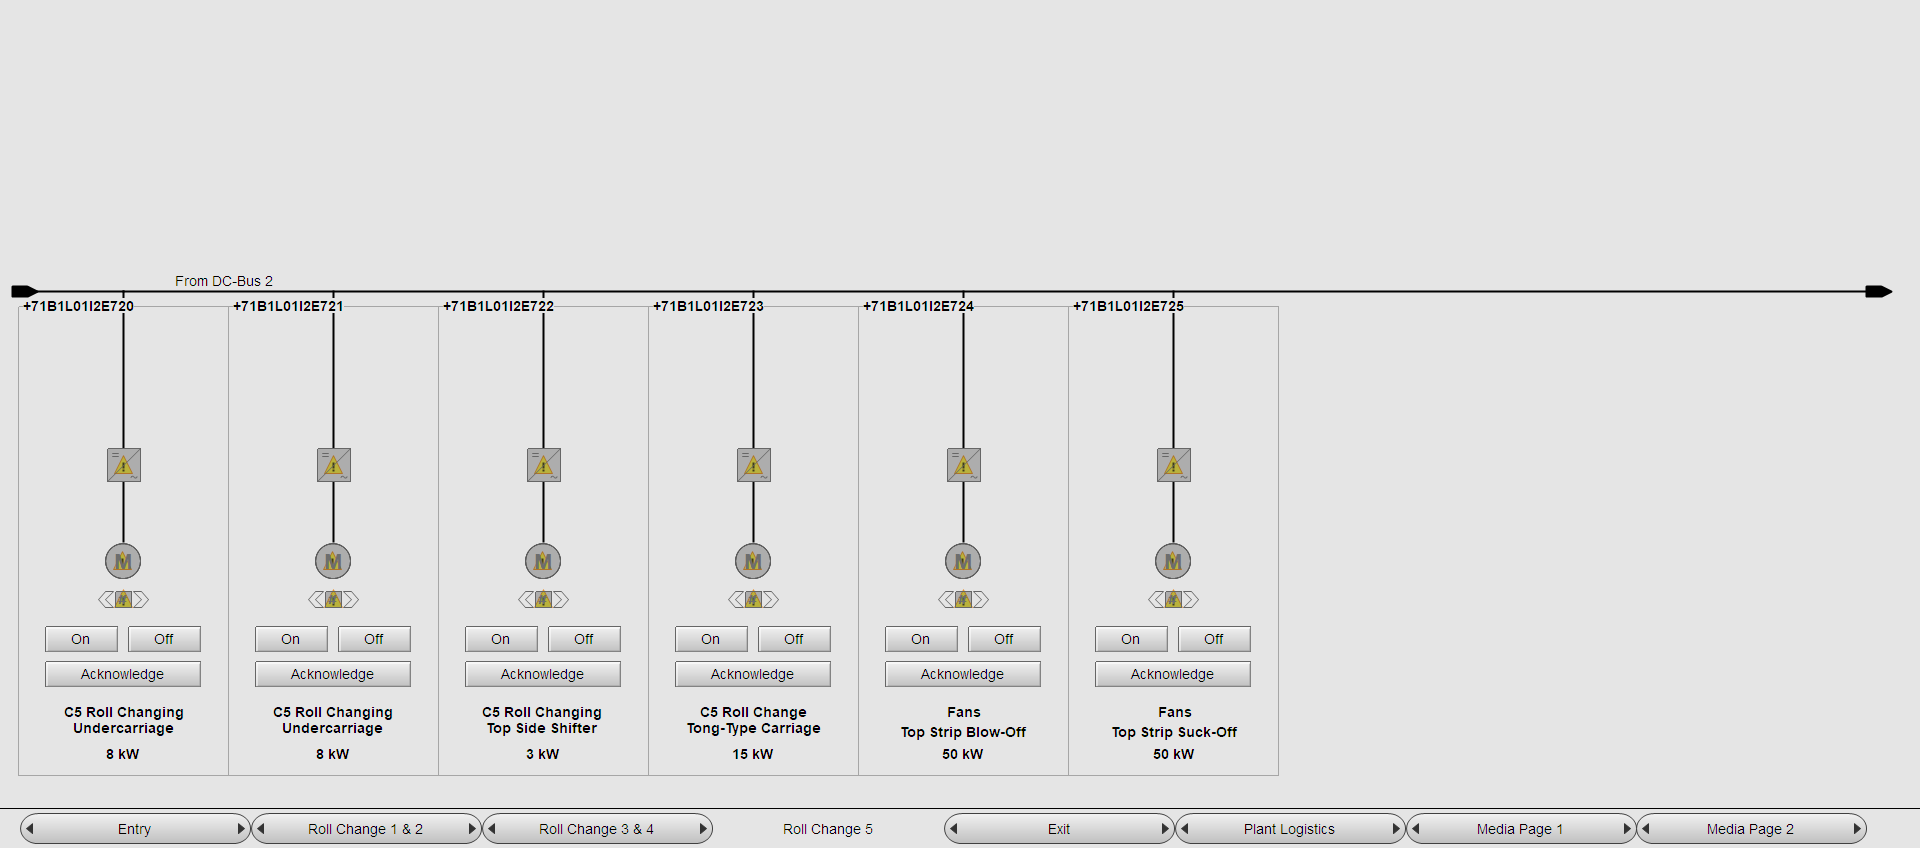 From DC-Bus 2
+71B1L01I2E720 +71B1L01I2E721 +71B1L01I2E722 +71B1L01I2E723 +71B1L01I2E724 +71B1L01I2E725
= = = = = =
~ ~ ~ ~ ~ ~
M M M M M M
On Off On Off On Off On Off On Off On Off
Acknowledge Acknowledge Acknowledge Acknowledge Acknowledge Acknowledge
C5 Roll Changing
Undercarriage
8 kW
C5 Roll Changing
Undercarriage
8 kW
C5 Roll Changing
Top Side Shifter
3 kW
C5 Roll Change
Tong-Type Carriage
15 kW
Fans
Top Strip Blow-Off
50 kW
Fans
Top Strip Suck-Off
50 kW
Entry Roll Change 1 & 2 Roll Change 3 & 4 Roll Change 5 Exit Plant Logistics Media Page 1 Media Page 2